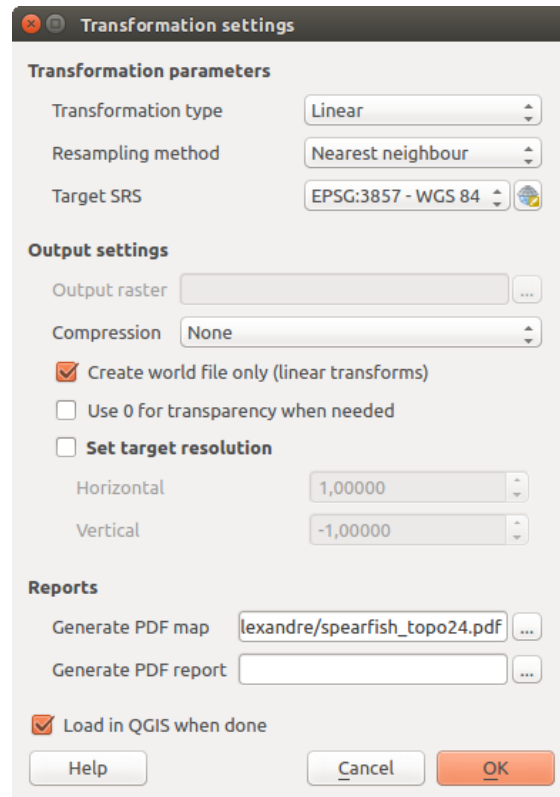 Transformation settings
Transformation parameters
Transformation type Linear
Resampling method Nearest neighbour
Target SRS EPSG:3857 - WGS 84
Output settings
Output raster ...
Compression None
Create world file only (linear transforms)
Use 0 for transparency when needed
Set target resolution
Horizontal 1,00000
Vertical -1,00000
Reports
Generate PDF map lexandre/spearfish_topo24.pdf ...
Generate PDF report ...
Load in QGIS when done
Help Cancel OK